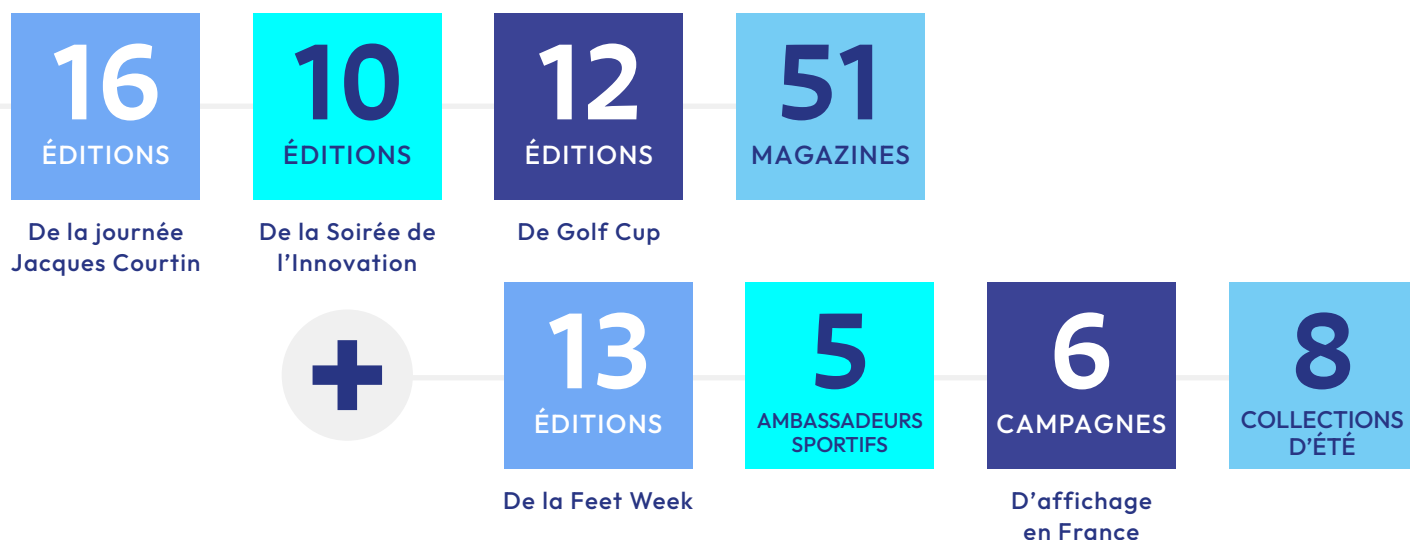 16
ÉDITIONS
De la journée
Jacques Courtin
10
ÉDITIONS
De la Soirée de
l’Innovation
12
ÉDITIONS
De Golf Cup
51
MAGAZINES
+
13
ÉDITIONS
De la Feet Week
5
AMBASSADEURS
SPORTIFS
6
CAMPAGNES
D’affichage
en France
8
COLLECTIONS
D’ÉTÉ